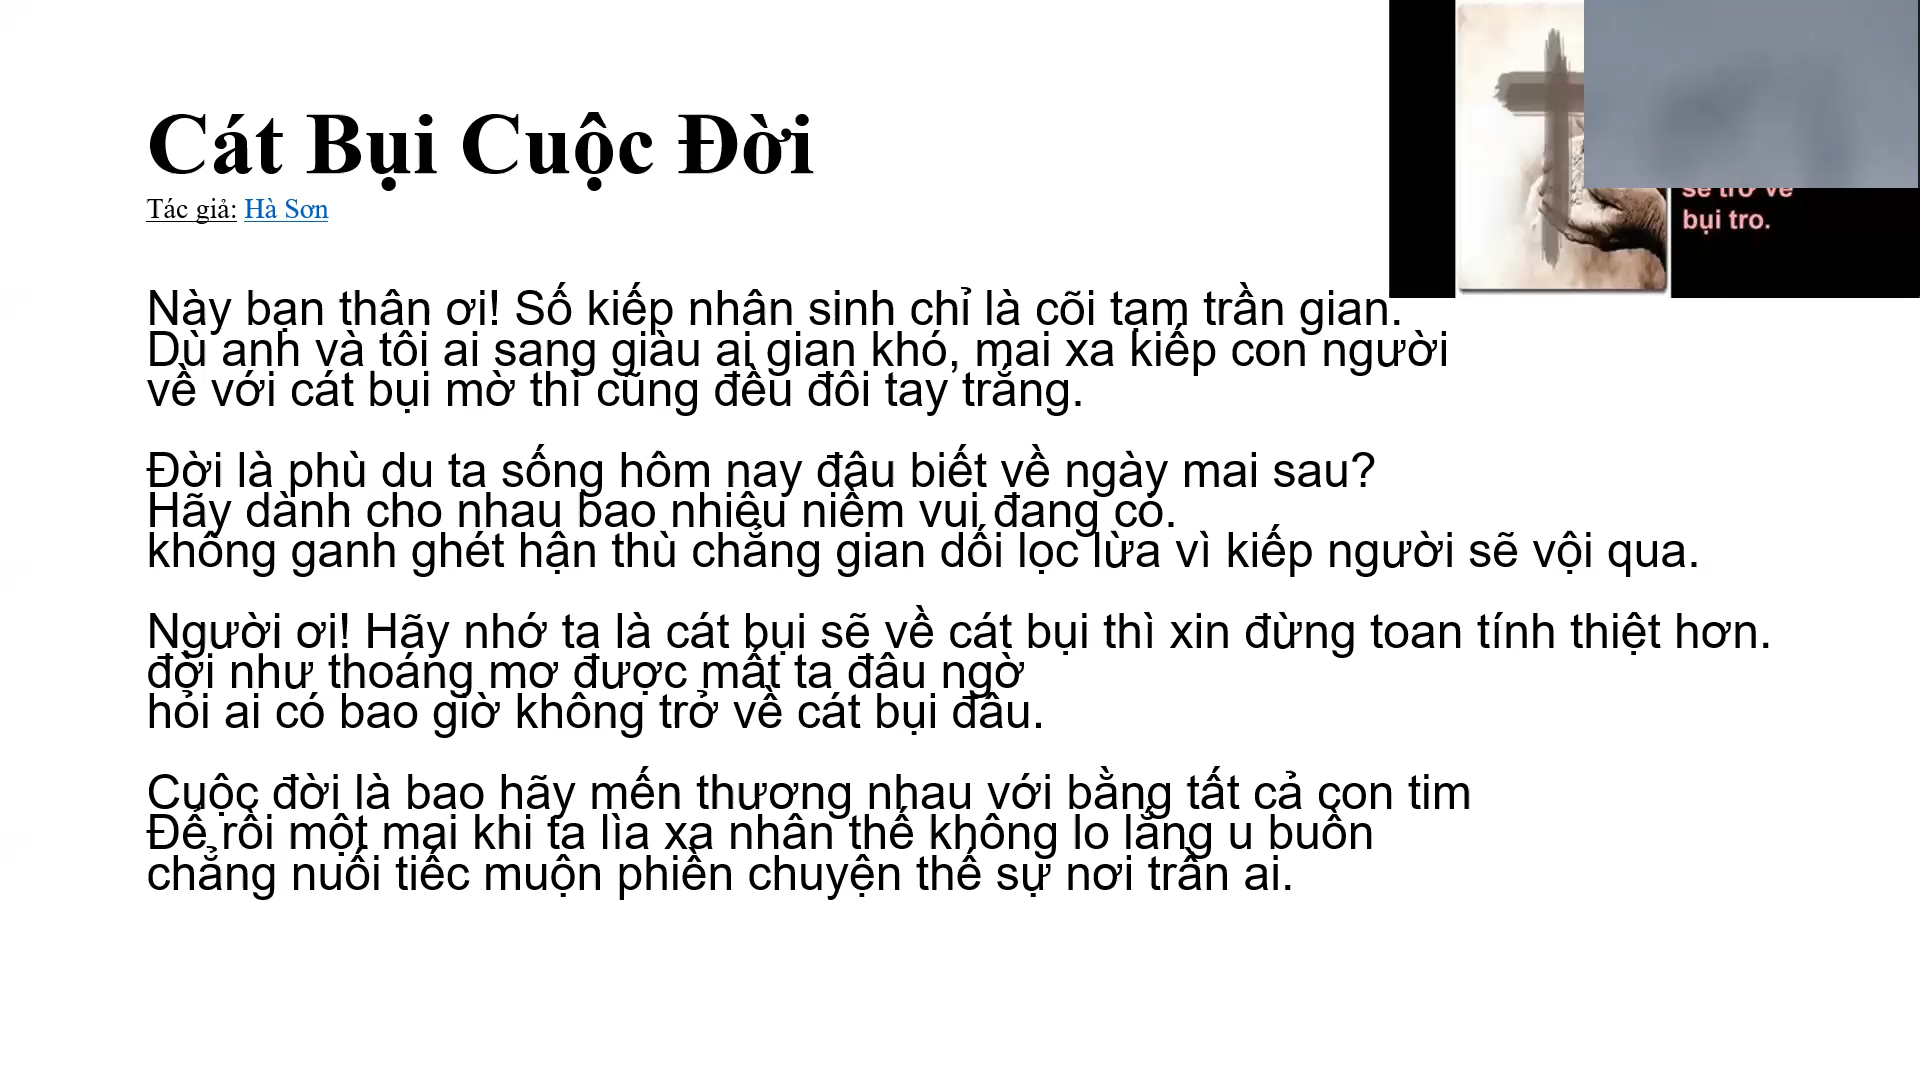 Cát Bụi Cuộc Đời
Tác giả: Hà Sơn
sẽ trở về
bụi tro.
Này bạn thân ơi! Số kiếp nhân sinh chỉ là cõi tạm trần gian.
Dù anh và tôi ai sang giàu ai gian khó, mai xa kiếp con người
về với cát bụi mờ thì cũng đều đôi tay trắng.
Đời là phù du ta sống hôm nay đâu biết về ngày mai sau?
Hãy dành cho nhau bao nhiêu niềm vui đang có.
không ganh ghét hận thù chẳng gian dối lọc lừa vì kiếp người sẽ vội qua.
Người ơi! Hãy nhớ ta là cát bụi sẽ về cát bụi thì xin đừng toan tính thiệt hơn.
đời như thoáng mơ được mất ta đâu ngờ
hỏi ai có bao giờ không trở về cát bụi đâu.
Cuộc đời là bao hãy mến thương nhau với bằng tất cả con tim
Để rồi một mai khi ta lìa xa nhân thế không lo lắng u buồn
chẳng nuối tiếc muộn phiền chuyện thế sự nơi trần ai.